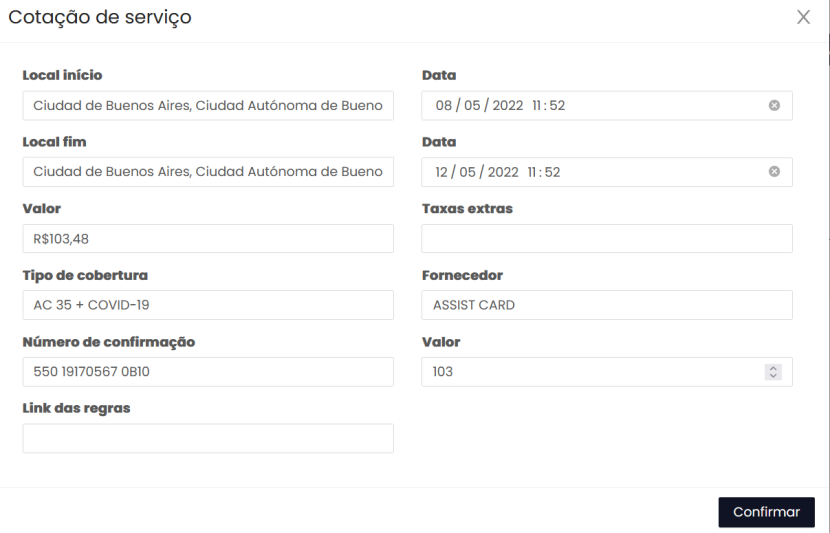 Cotação de serviço
Local início
Data
Ciudad de Buenos Aires, Ciudad Autónoma de Bueno
08 / 05 / 2022 11 : 52
Local fim
Data
Ciudad de Buenos Aires, Ciudad Autónoma de Bueno
12 / 05 / 2022 11 : 52
Valor
Taxas extras
R$103,48
Tipo de cobertura
Fornecedor
AC 35 + COVID-19
ASSIST CARD
Número de confirmação
Valor
550 19170567 0B10
103
Link das regras
Confirmar